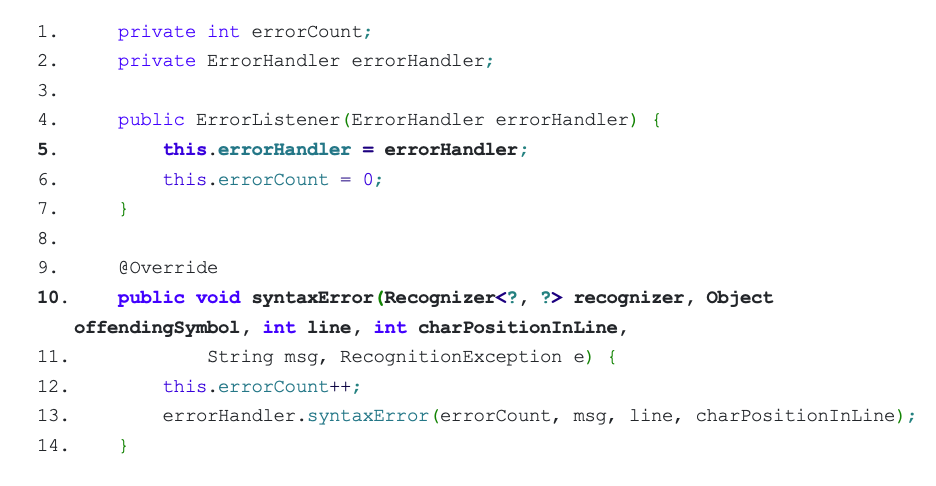 1. private int errorCount;
2. private ErrorHandler errorHandler;
3.
4. public ErrorListener(ErrorHandler errorHandler) {
5. this.errorHandler = errorHandler;
6. this.errorCount = 0;
7. }
8.
9. @Override
10. public void syntaxError(Recognizer<?, ?> recognizer, Object
offendingSymbol, int line, int charPositionInLine,
11. String msg, RecognitionException e) {
12. this.errorCount++;
13. errorHandler.syntaxError(errorCount, msg, line, charPositionInLine);
14. }